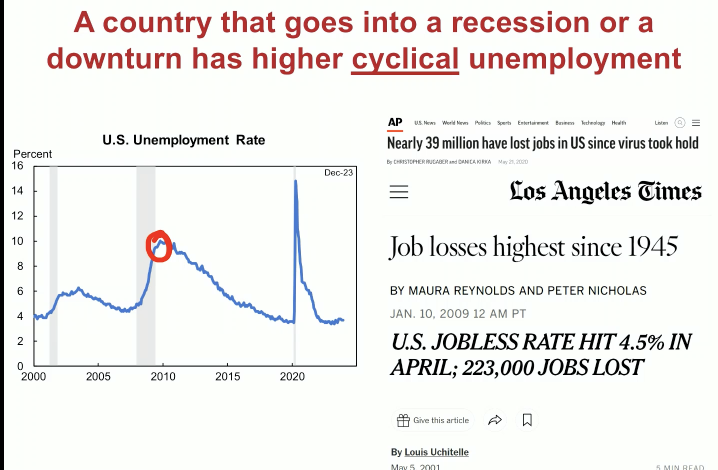 A country that goes into a recession or a
downturn has higher cyclical unemployment
U.S. Unemployment Rate
Percent
16
14
12
10
8
6
4
2
0
Dec-23
2000 2005 2010 2015 2020
AP U.S. News World News Politics Sports Entertainment Business Technology Health Listen
Nearly 39 million have lost jobs in US since virus took hold
By CHRISTOPHER RUGABER and DANICA KIRKA May 21, 2020
Los Angeles Times
Job losses highest since 1945
BY MAURA REYNOLDS AND PETER NICHOLAS
JAN. 10, 2009 12 AM PT
U.S. JOBLESS RATE HIT 4.5% IN
APRIL; 223,000 JOBS LOST
Give this article
By Louis Uchitelle
May 5, 2001 5 MIN READ